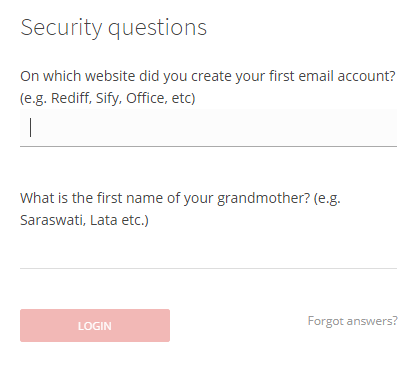 Security questions
On which website did you create your first email account?
(e.g. Rediff, Sify, Office, etc)
What is the first name of your grandmother? (e.g.
Saraswati, Lata etc.)
LOGIN
Forgot answers?